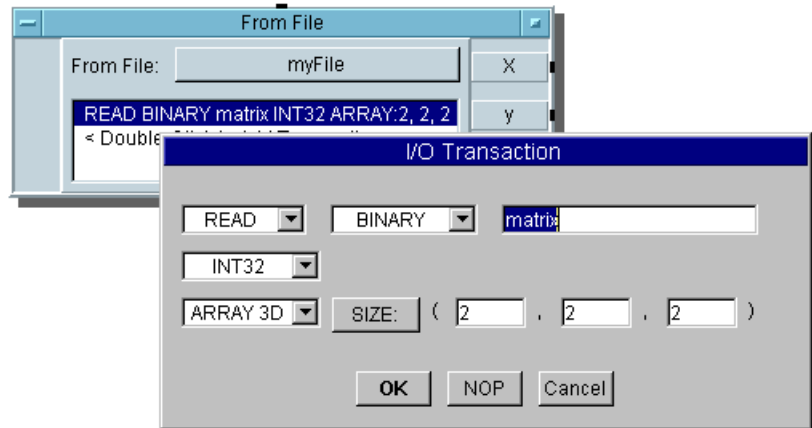 From File
From File: myFile X
READ BINARY matrix INT32 ARRAY:2, 2, 2 y
< Double
I/O Transaction
READ BINARY matrix
INT32
ARRAY 3D SIZE: ( 2 , 2 , 2 )
OK NOP Cancel